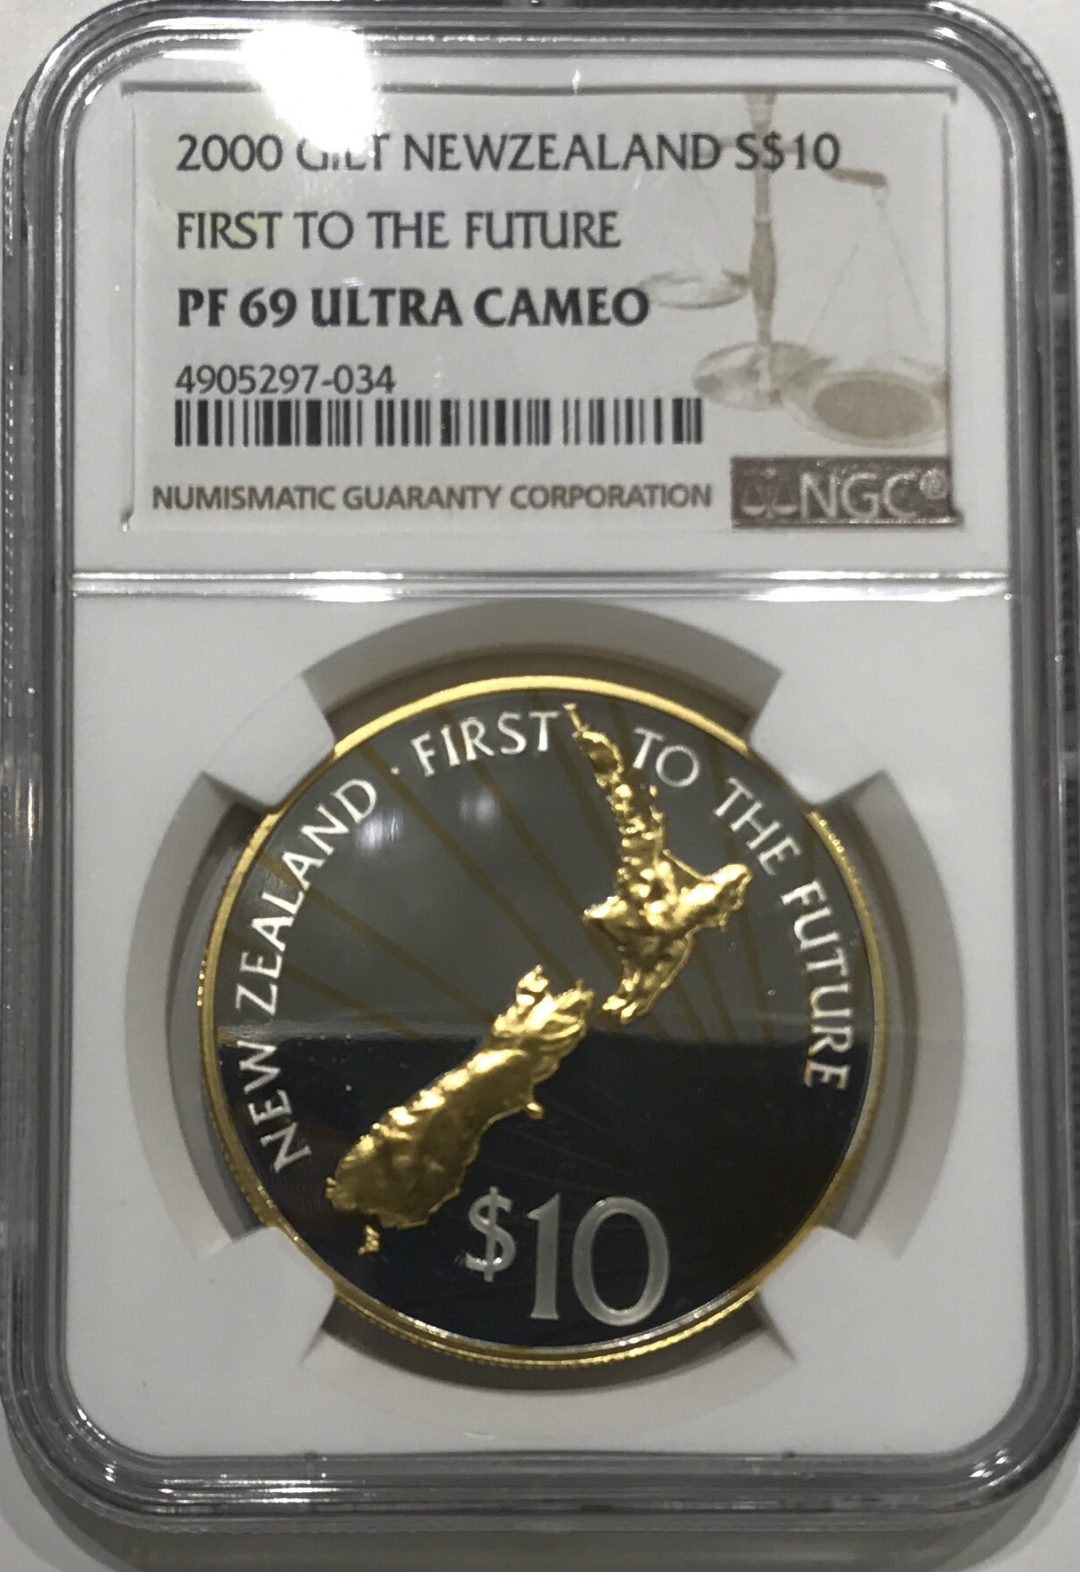 2000 GILT NEWZEALAND S$10
FIRST TO THE FUTURE
PF 69 ULTRA CAMEO
4905297-034
NUMISMATIC GUARANTY CORPORATION
NGC®
NEW ZEALAND · FIRST TO THE FUTURE
$10